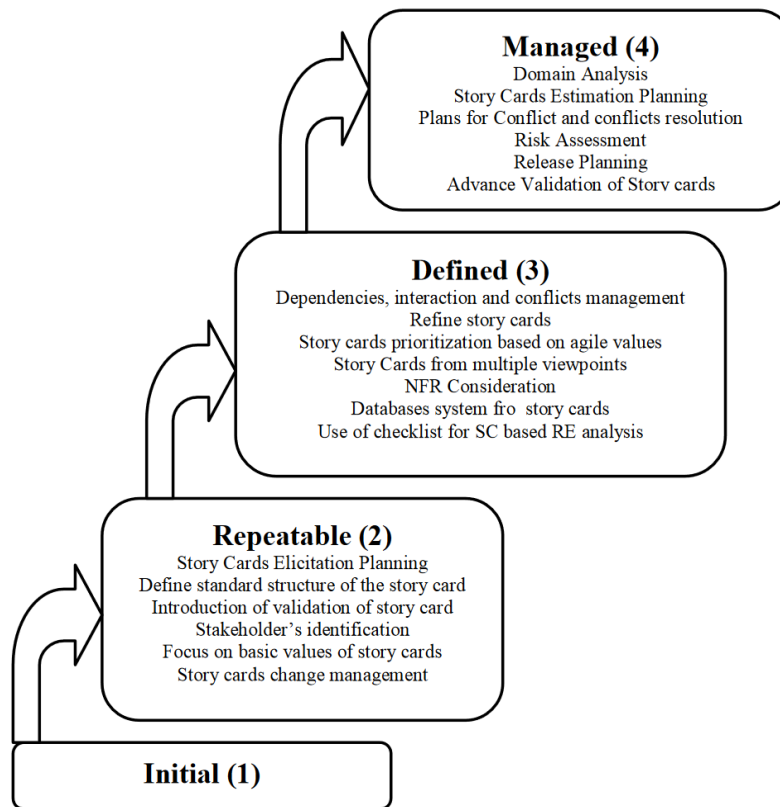 Managed (4)
Domain Analysis
Story Cards Estimation Planning
Plans for Conflict and conflicts resolution
Risk Assessment
Release Planning
Advance Validation of Storv cards
Defined (3)
Dependencies, interaction and conflicts management
Refine story cards
Story cards prioritization based on agile values
Story Cards from multiple viewpoints
NFR Consideration
Databases system fro story cards
Use of checklist for SC based RE analysis
Repeatable (2)
Story Cards Elicitation Planning
Define standard structure of the story card
Introduction of validation of story card
Stakeholder’s identification
Focus on basic values of story cards
Story cards change management
Initial (1)